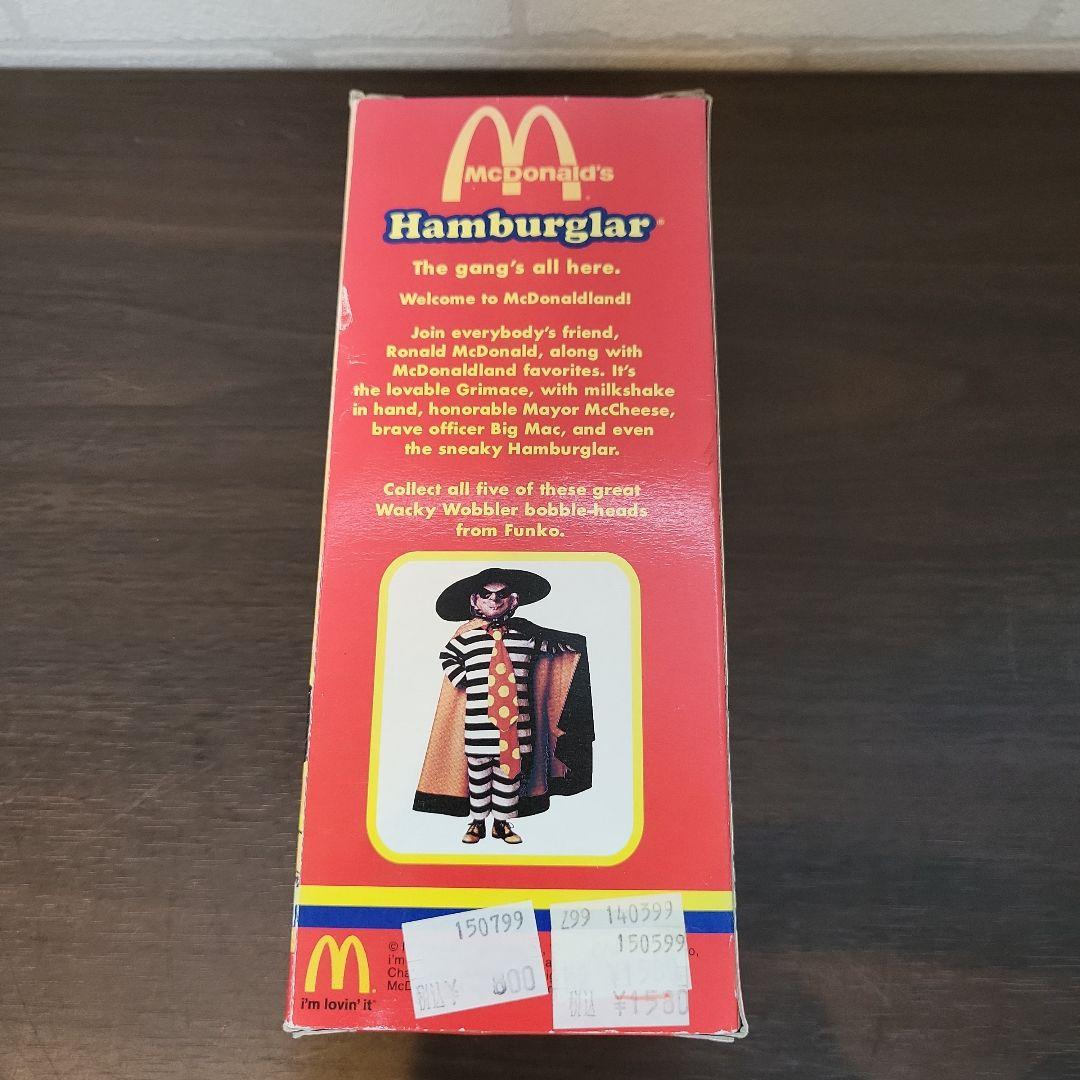 McDonald's
Hamburglar®
The gang's all here.
Welcome to McDonaldland!
Join everybody's friend,
Ronald McDonald, along with
McDonaldland favorites. It's
the lovable Grimace, with milkshake
in hand, honorable Mayor McCheese,
brave officer Big Mac, and even
the sneaky Hamburglar.
Collect all five of these great
Wacky Wobbler bobble-heads
from Funko.
150799
299 140399
150599
¥1580
©
i'm
i'm lovin' it